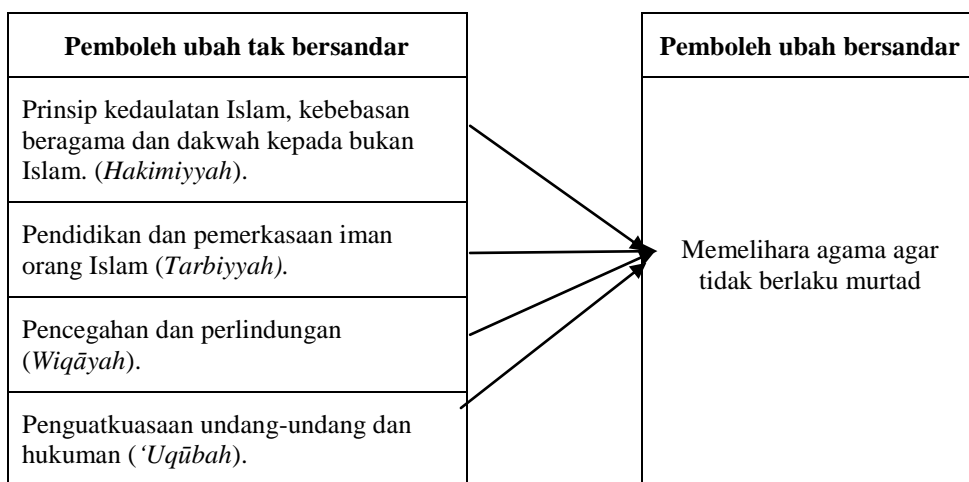 Pemboleh ubah tak bersandar
Prinsip kedaulatan Islam, kebebasan
beragama dan dakwah kepada bukan
Islam. (Hakimiyyah).
Pendidikan dan pemerkasaan iman
orang Islam (Tarbiyyah).
Pencegahan dan perlindungan
(Wiqāyah).
Penguatkuasaan undang-undang dan
hukuman (‘Uqūbah).
Pemboleh ubah bersandar
Memelihara agama agar
tidak berlaku murtad